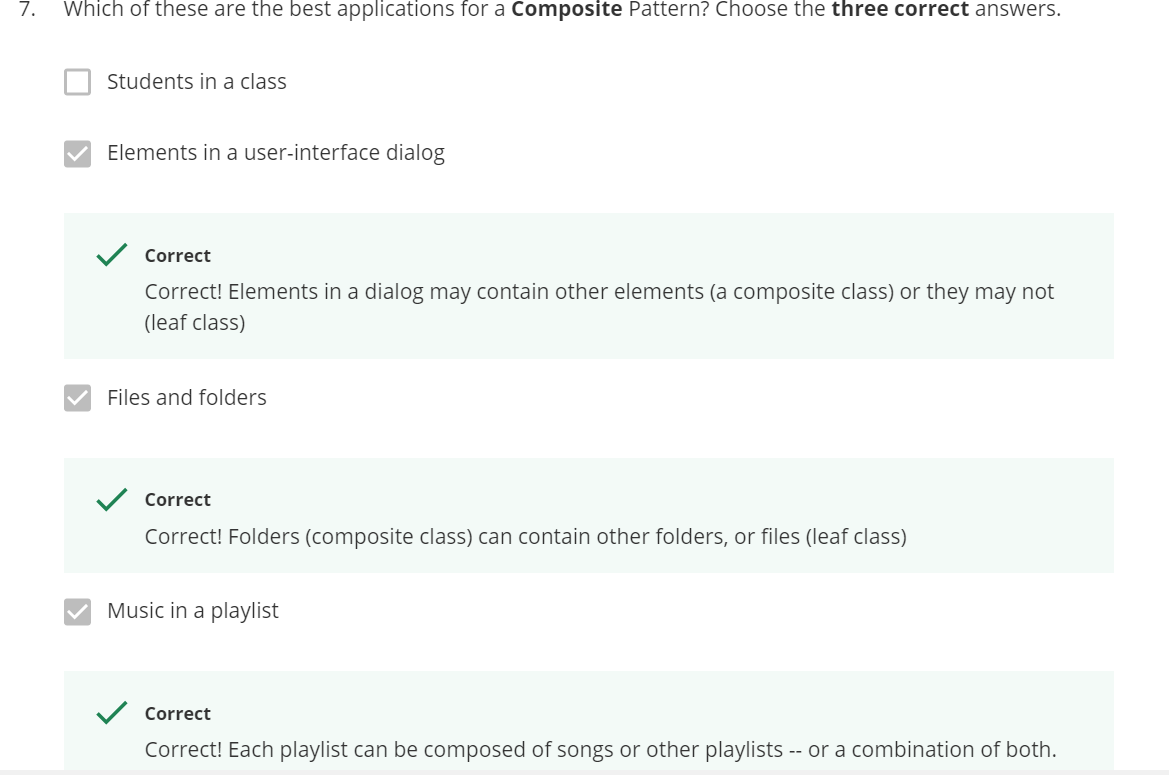 7. Which of these are the best applications for a Composite Pattern? Choose the three correct answers.
Students in a class
Elements in a user-interface dialog
Correct
Correct! Elements in a dialog may contain other elements (a composite class) or they may not
(leaf class)
Files and folders
Correct
Correct! Folders (composite class) can contain other folders, or files (leaf class)
Music in a playlist
Correct
Correct! Each playlist can be composed of songs or other playlists -- or a combination of both.